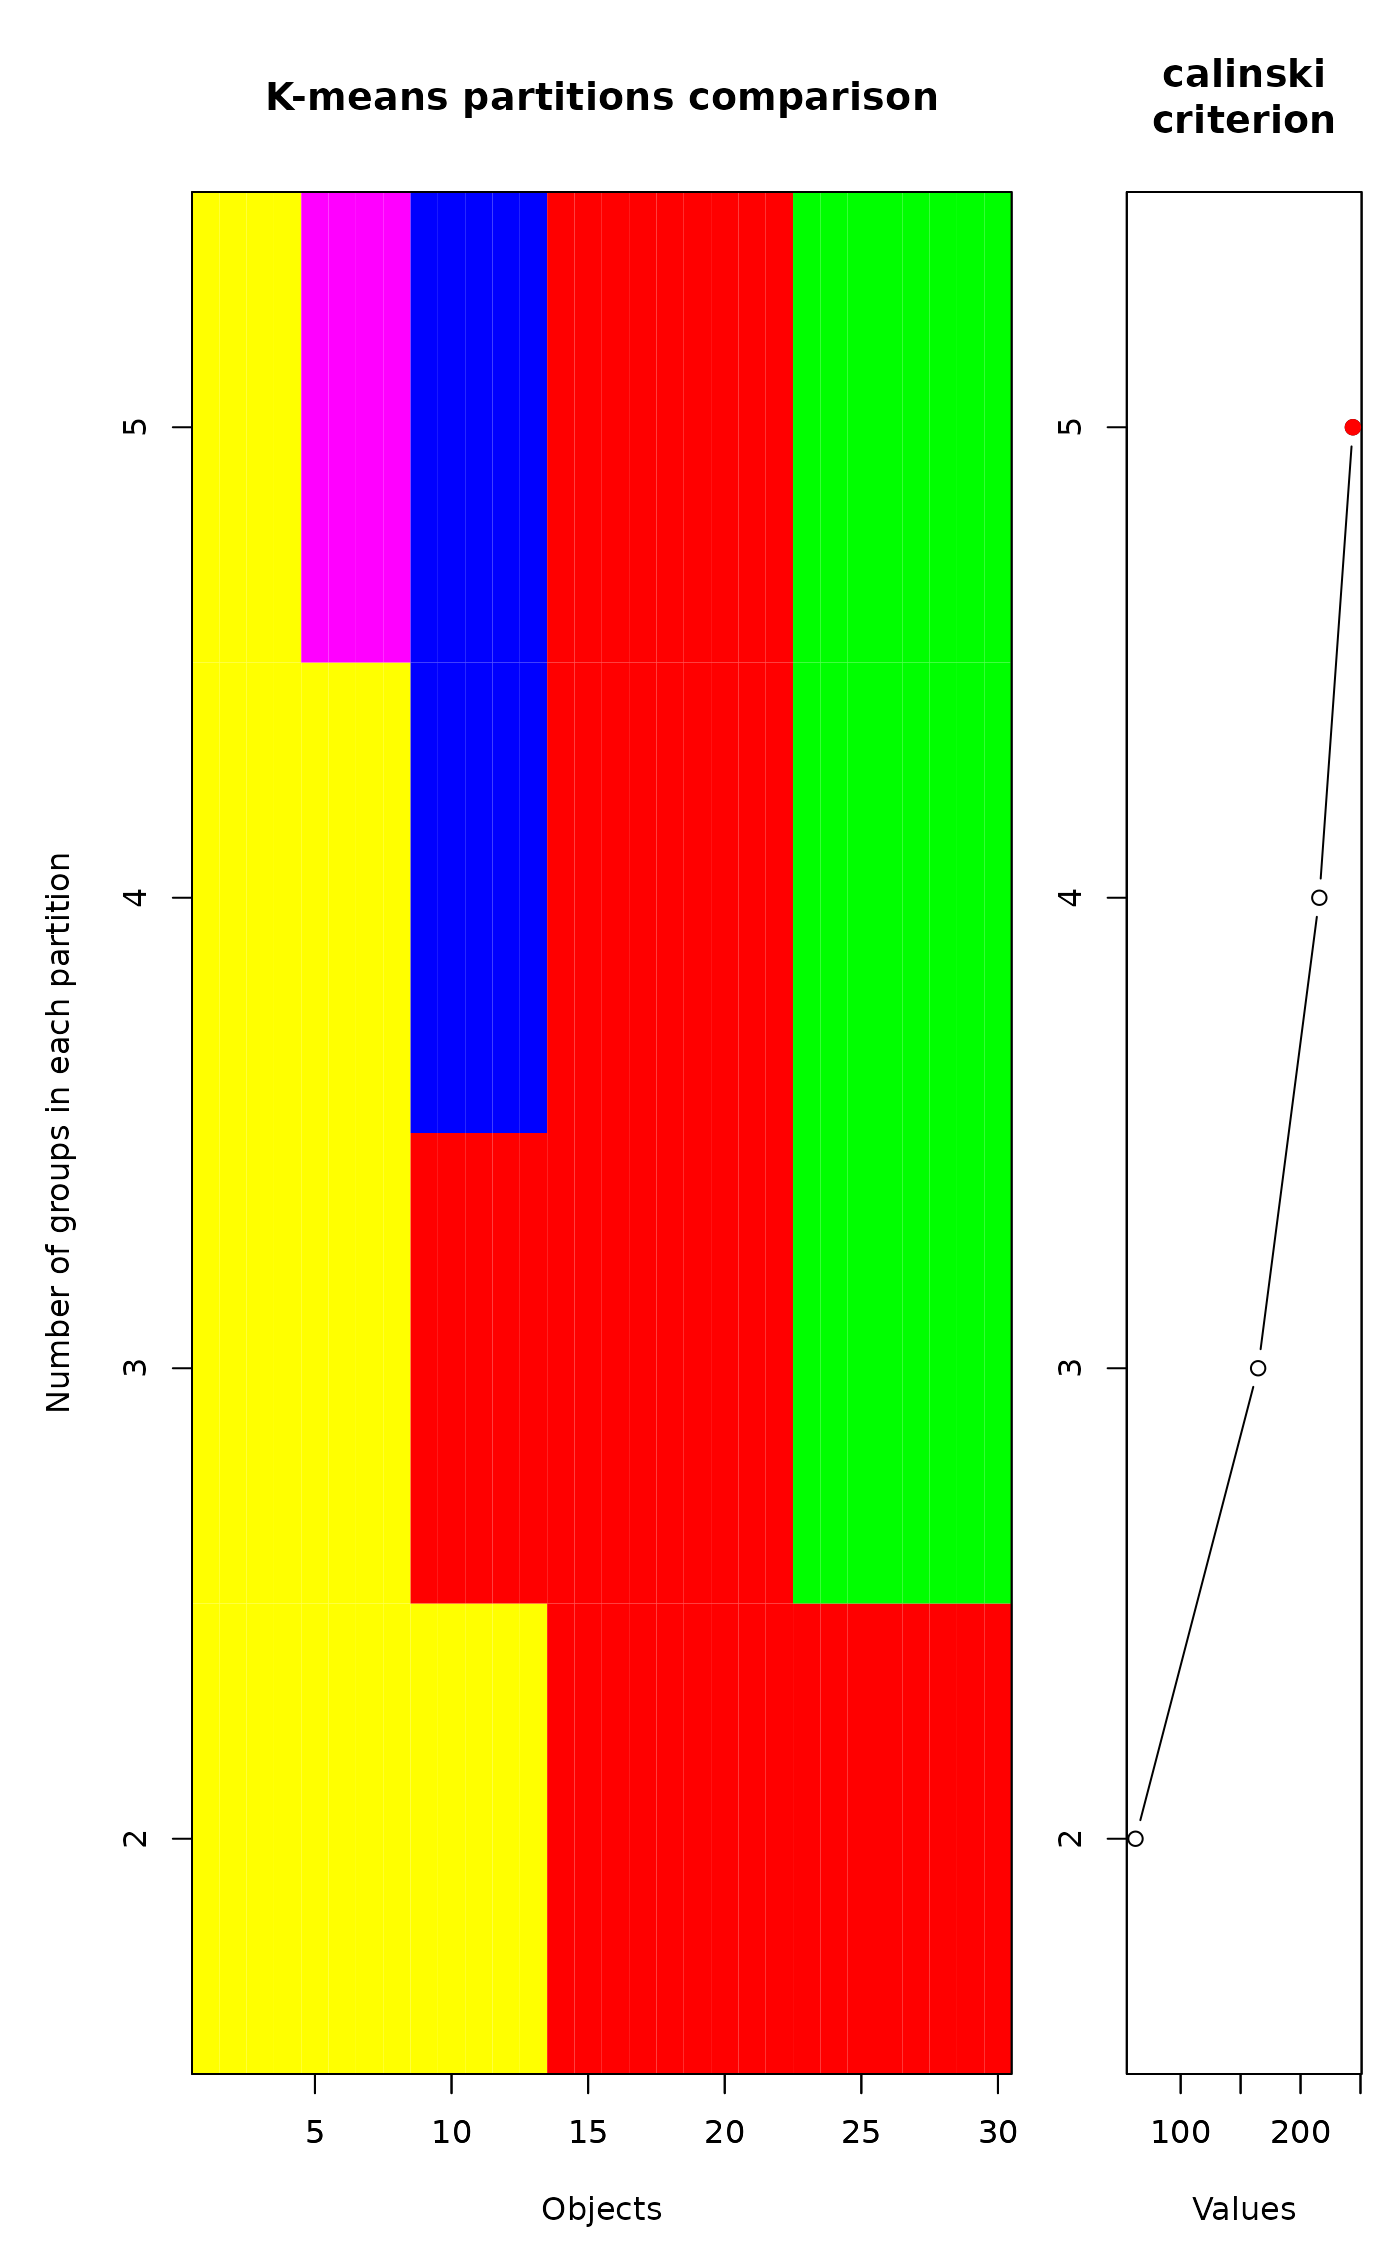 K-means partitions comparison
calinski
criterion
Number of groups in each partition
5
4
3
2
5
4
3
2
5 10 15 20 25 30
100 200
Objects
Values